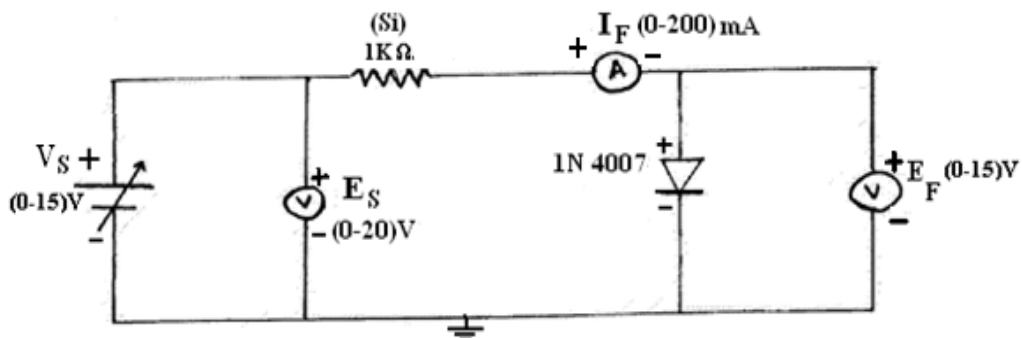 (Si)
1KΩ
I_F (0-200) mA
+ -
A
V_S +
(0-15)V
-
+
V
E_S
- (0-20)V
1N 4007
+
-
+
V
E_F (0-15)V
-